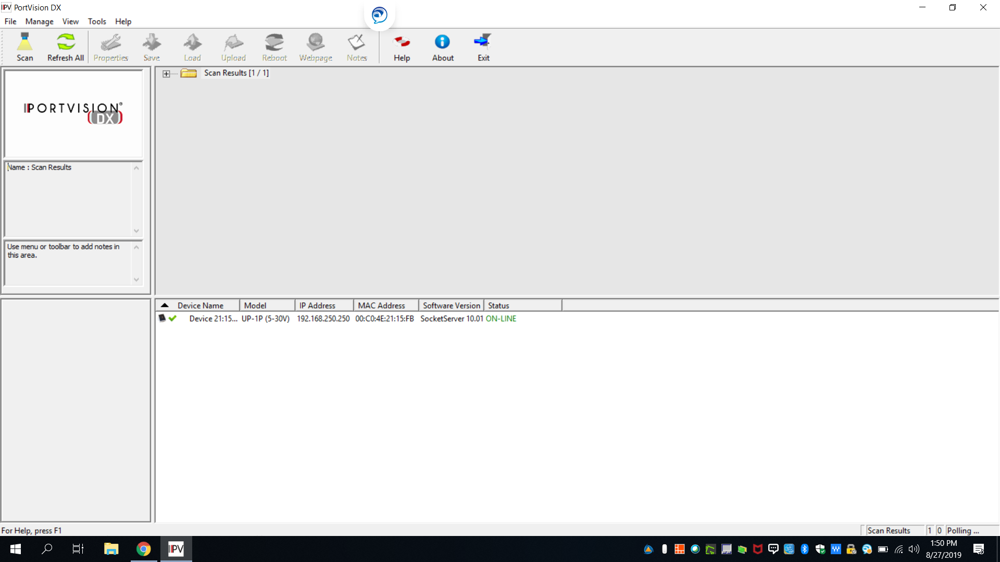 PortVision DX
File Manage View Tools Help
Scan Refresh All Properties Save Load Upload Reboot Webpage Notes Help About Exit
Scan Results [1 / 1]
PORTVISION®
DX
Name : Scan Results
Use menu or toolbar to add notes in
this area.
Device Name Model IP Address MAC Address Software Version Status
Device 21:15... UP-1P (5-30V) 192.168.250.250 00:C0:4E:21:15:FB SocketServer 10.01 ON-LINE
For Help, press F1 Scan Results 1 0 Polling ...
PV
1:50 PM
8/27/2019